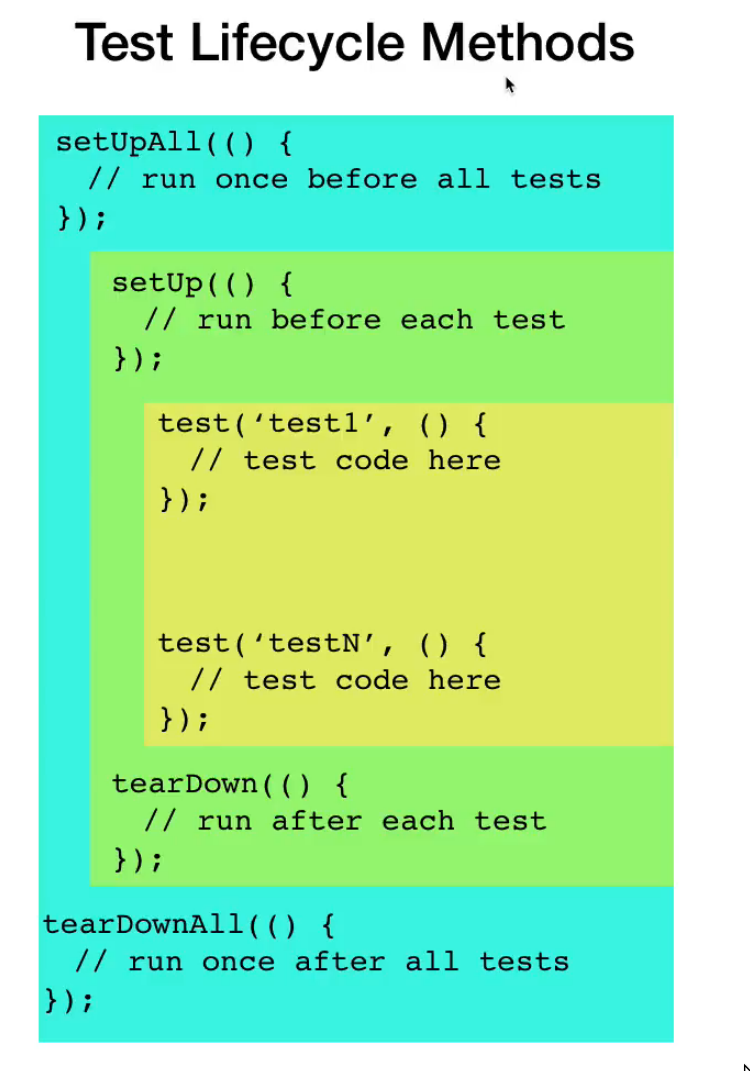 Test Lifecycle Methods
setUpAll(() {
// run once before all tests
});
setUp(() {
// run before each test
});
test(‘test1’, () {
// test code here
});
test(‘testN’, () {
// test code here
});
tearDown(() {
// run after each test
});
tearDownAll(() {
// run once after all tests
});